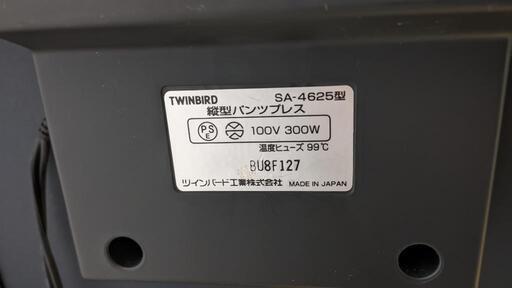 TWINBIRD SA-4625型
縦型パンツプレス
PSE 100V 300W
温度ヒューズ 99℃
BU8F127
ツインバード工業株式会社 MADE IN JAPAN